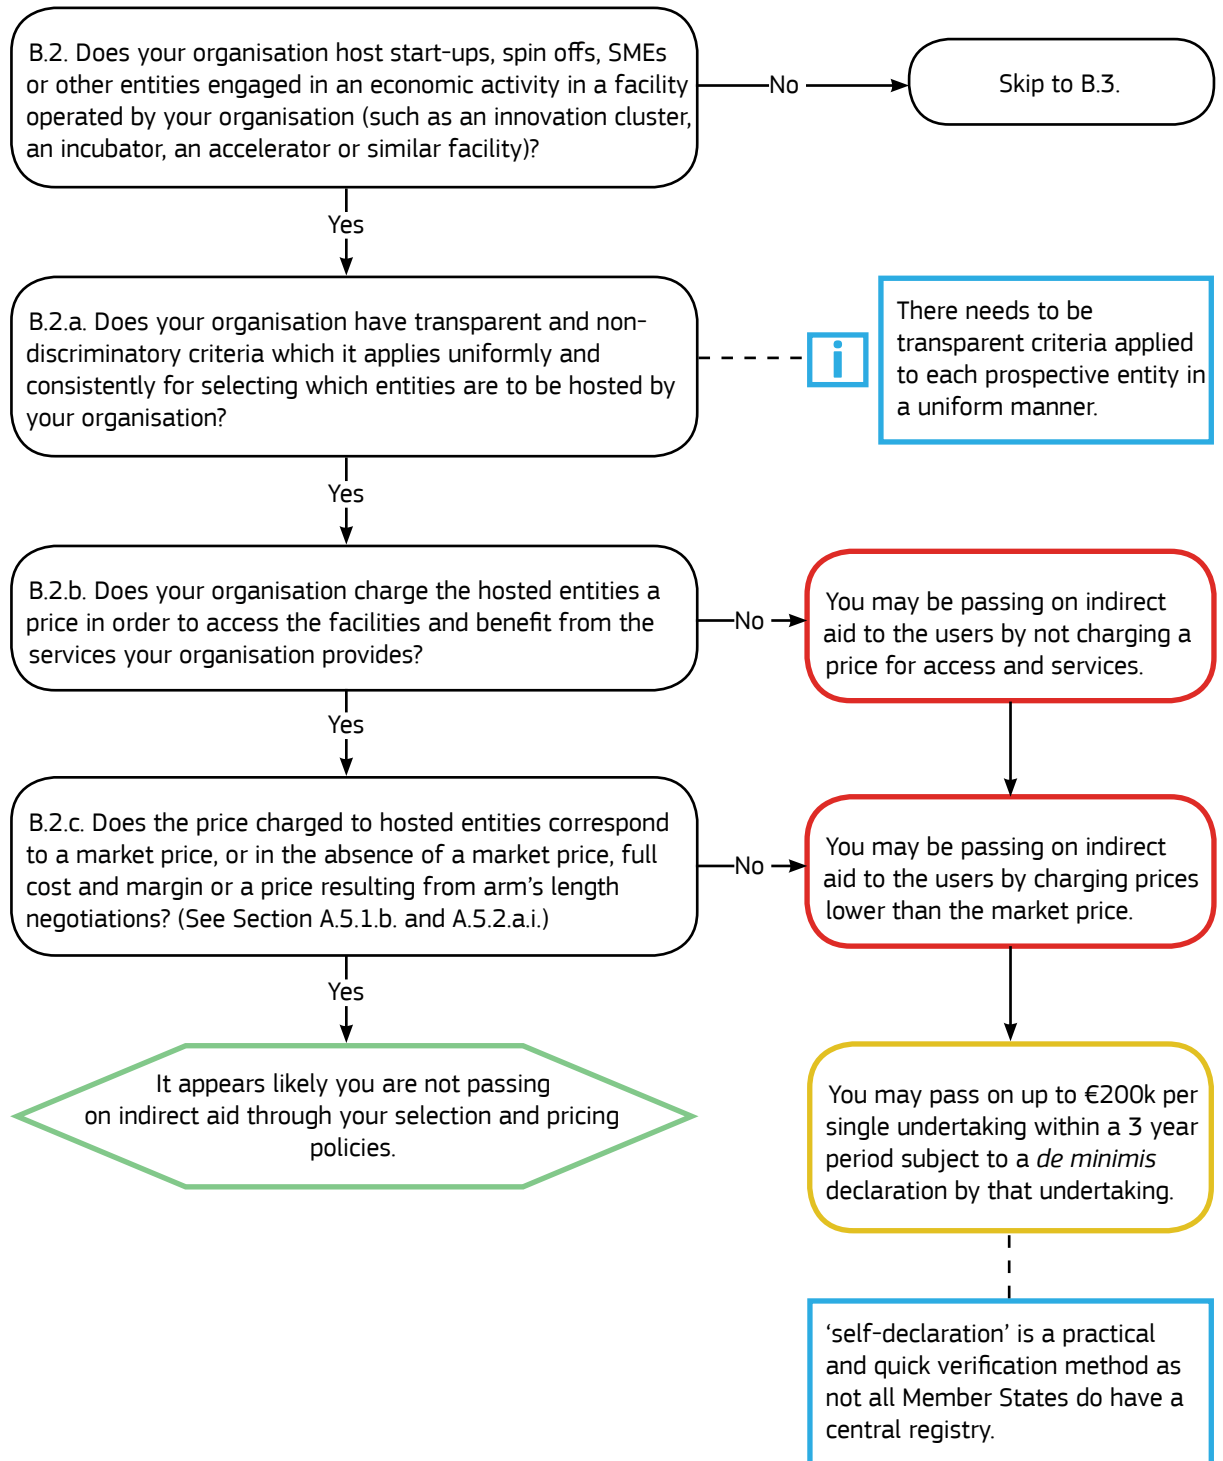 B.2. Does your organisation host start-ups, spin offs, SMEs
or other entities engaged in an economic activity in a facility
operated by your organisation (such as an innovation cluster,
an incubator, an accelerator or similar facility)?
No
Skip to B.3.
Yes
B.2.a. Does your organisation have transparent and non-
discriminatory criteria which it applies uniformly and
consistently for selecting which entities are to be hosted by
your organisation?
i
There needs to be
transparent criteria applied
to each prospective entity in
a uniform manner.
Yes
B.2.b. Does your organisation charge the hosted entities a
price in order to access the facilities and benefit from the
services your organisation provides?
No
You may be passing on indirect
aid to the users by not charging a
price for access and services.
Yes
B.2.c. Does the price charged to hosted entities correspond
to a market price, or in the absence of a market price, full
cost and margin or a price resulting from arm's length
negotiations? (See Section A.5.1.b. and A.5.2.a.i.)
No
You may be passing on indirect
aid to the users by charging prices
lower than the market price.
Yes
It appears likely you are not passing
on indirect aid through your selection and pricing
policies.
You may pass on up to €200k per
single undertaking within a 3 year
period subject to a de minimis
declaration by that undertaking.
‘self-declaration’ is a practical
and quick verification method as
not all Member States do have a
central registry.